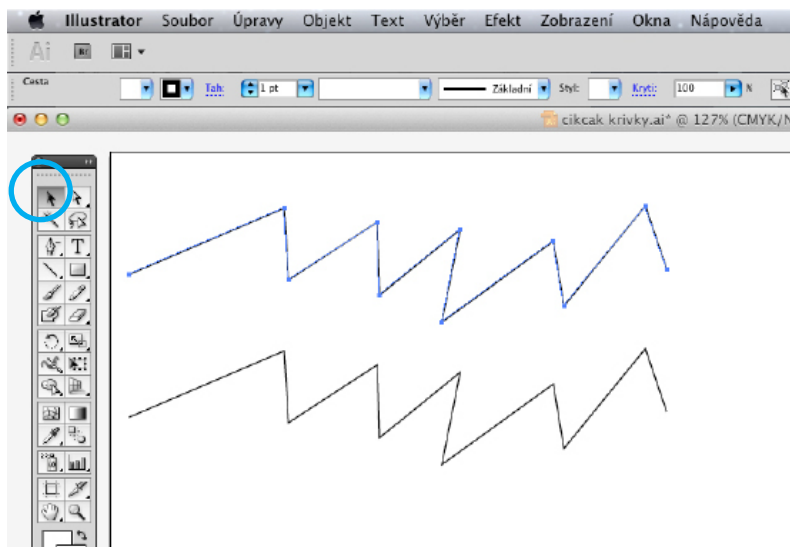 Illustrator Soubor Úpravy Objekt Text Výběr Efekt Zobrazení Okna Nápověda
Ai Br
Cesta Tah: 1 pt Základní Styl: Krytí: 100 %
cikcak krivky.ai* @ 127% (CMYK/N
T